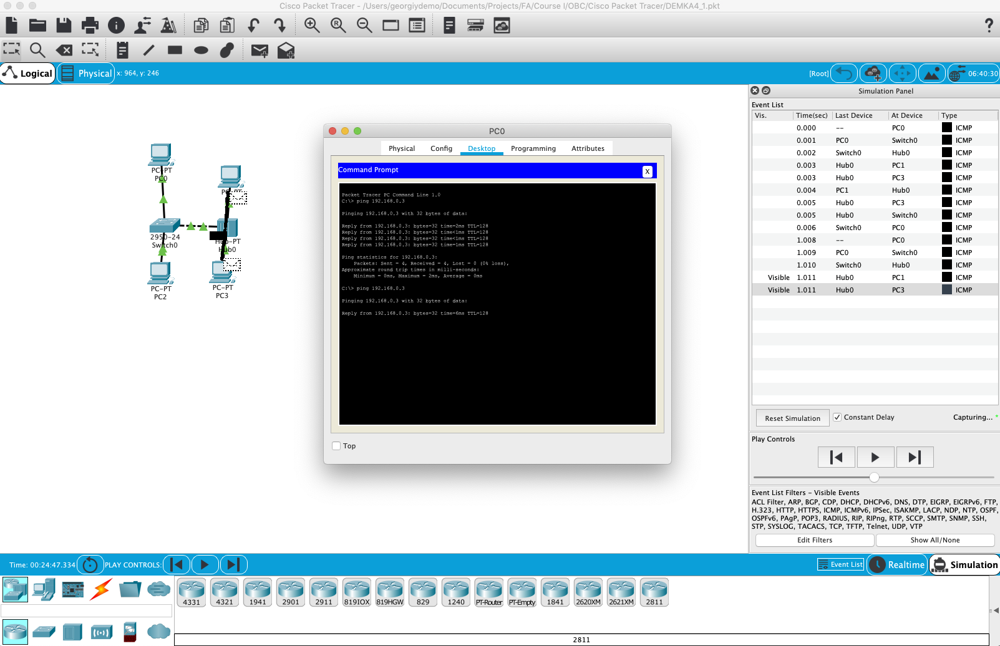 Cisco Packet Tracer - /Users/georgiydemo/Documents/Projects/FA/Course I/OBC/Cisco Packet Tracer/DEMKA4_1.pkt
Logical
Physical
x: 964, y: 246
[Root]
06:40:30
PC-PT
PC0
2950-24
Switch0
Hub-PT
Hub0
PC-PT
PC2
PC-PT
PC3
PC0
Physical Config Desktop Programming Attributes
Command Prompt
X
Packet Tracer PC Command Line 1.0
C:\> ping 192.168.0.3
Pinging 192.168.0.3 with 32 bytes of data:
Reply from 192.168.0.3: bytes=32 time=2ms TTL=128
Reply from 192.168.0.3: bytes=32 time<1ms TTL=128
Reply from 192.168.0.3: bytes=32 time<1ms TTL=128
Reply from 192.168.0.3: bytes=32 time=1ms TTL=128
Ping statistics for 192.168.0.3:
Packets: Sent = 4, Received = 4, Lost = 0 (0% loss),
Approximate round trip times in milli-seconds:
Minimum = 0ms, Maximum = 2ms, Average = 0ms
C:\> ping 192.168.0.3
Pinging 192.168.0.3 with 32 bytes of data:
Reply from 192.168.0.3: bytes=32 time=6ms TTL=128
Top
Simulation Panel
Event List
Vis. Time(sec) Last Device At Device Type
0.000 -- PC0 ICMP
0.001 PC0 Switch0 ICMP
0.002 Switch0 Hub0 ICMP
0.003 Hub0 PC1 ICMP
0.003 Hub0 PC3 ICMP
0.004 PC1 Hub0 ICMP
0.005 Hub0 PC3 ICMP
0.005 Hub0 Switch0 ICMP
0.006 Switch0 PC0 ICMP
1.008 -- PC0 ICMP
1.009 PC0 Switch0 ICMP
1.010 Switch0 Hub0 ICMP
Visible 1.011 Hub0 PC1 ICMP
Visible 1.011 Hub0 PC3 ICMP
Reset Simulation
Constant Delay
Capturing... *
Play Controls
Event List Filters - Visible Events
ACL Filter, ARP, BGP, CDP, DHCP, DHCPv6, DNS, DTP, EIGRP, EIGRPv6, FTP,
H.323, HTTP, HTTPS, ICMP, ICMPv6, IPSec, ISAKMP, LACP, NDP, NTP, OSPF,
OSPFv6, PAgP, POP3, RADIUS, RIP, RIPng, RTP, SCCP, SMTP, SNMP, SSH,
STP, SYSLOG, TACACS, TCP, TFTP, Telnet, UDP, VTP
Edit Filters
Show All/None
Time: 00:24:47.334
PLAY CONTROLS:
Event List
Realtime
Simulation
4331 4321 1941 2901 2911 819IOX 819HGW 829 1240 PT-Router PT-Empty 1841 2620XM 2621XM 2811
2811